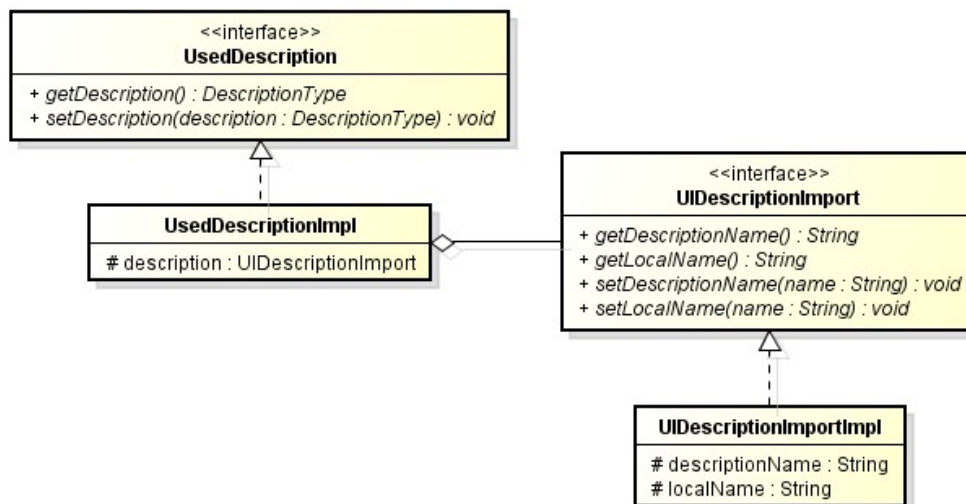 <<interface>>
UsedDescription
+ getDescription() : DescriptionType
+ setDescription(description : DescriptionType) : void
UsedDescriptionImpl
# description : UIDescriptionImport
<<interface>>
UIDescriptionImport
+ getDescriptionName() : String
+ getLocalName() : String
+ setDescriptionName(name : String) : void
+ setLocalName(name : String) : void
UIDescriptionImportImpl
# descriptionName : String
# localName : String